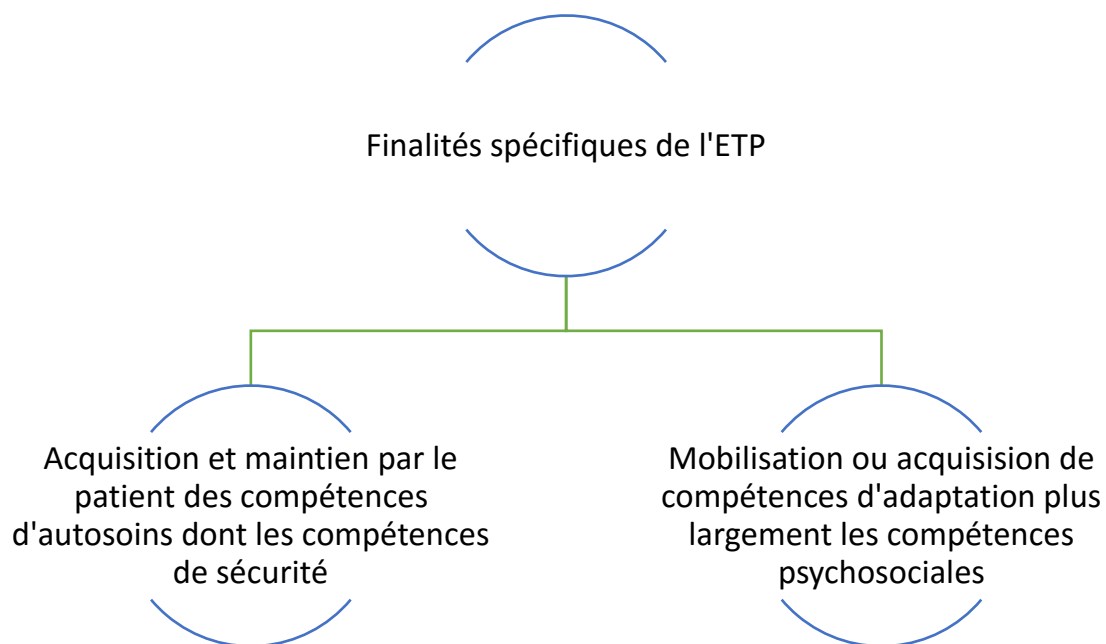 Finalités spécifiques de l'ETP
Acquisition et maintien par le
patient des compétences
d'autosoins dont les compétences
de sécurité
Mobilisation ou acquisision de
compétences d'adaptation plus
largement les compétences
psychosociales